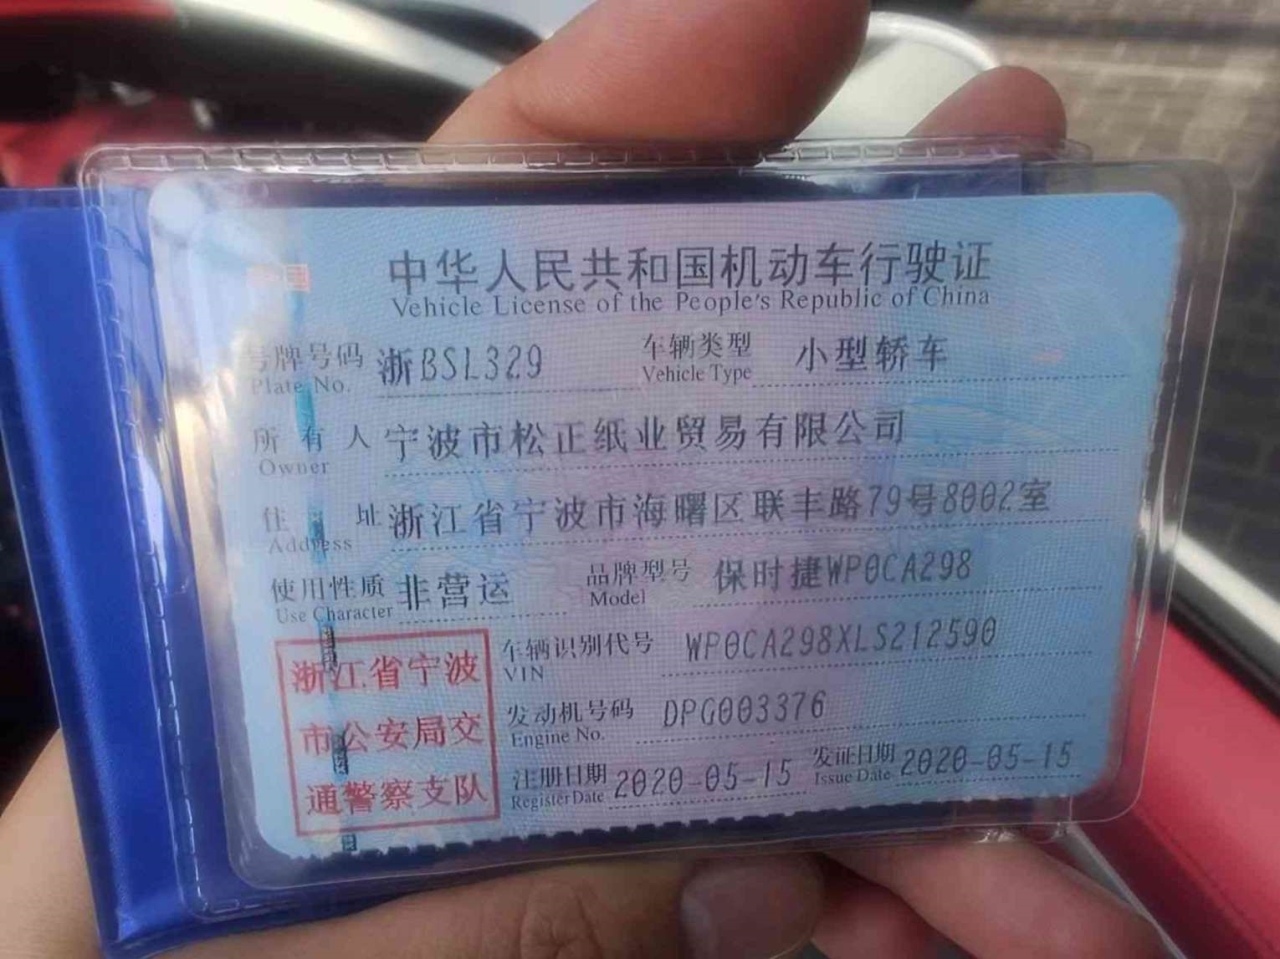 中华人民共和国机动车行驶证
Vehicle License of the People's Republic of China
号牌号码 浙BSL329 车辆类型 小型轿车
Plate No. Vehicle Type
所有人 宁波市松正纸业贸易有限公司
Owner
住址 浙江省宁波市海曙区联丰路79号8002室
Address
使用性质 非营运 品牌型号 保时捷WP0CA298
Use Character Model
车辆识别代号 WP0CA298XLS212590
VIN
发动机号码 DPG003376
Engine No.
注册日期 2020-05-15 发证日期 2020-05-15
Register Date Issue Date
浙江省宁波
市公安局交
通警察支队